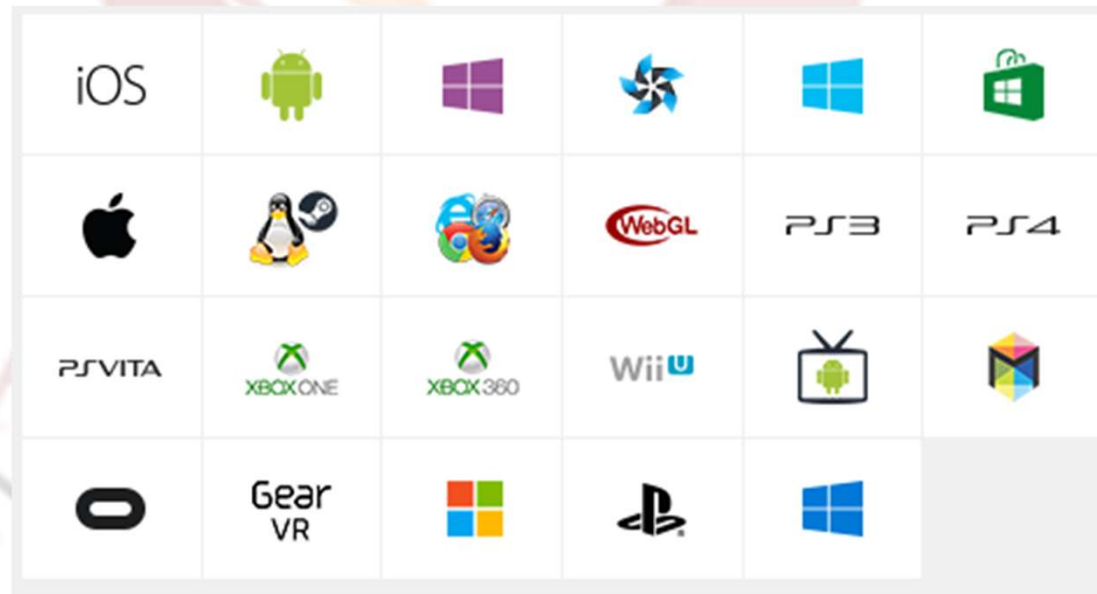 iOS
WebGL
PS3
PS4
PSVITA
XBOX ONE
XBOX 360
Wii U
Gear
VR